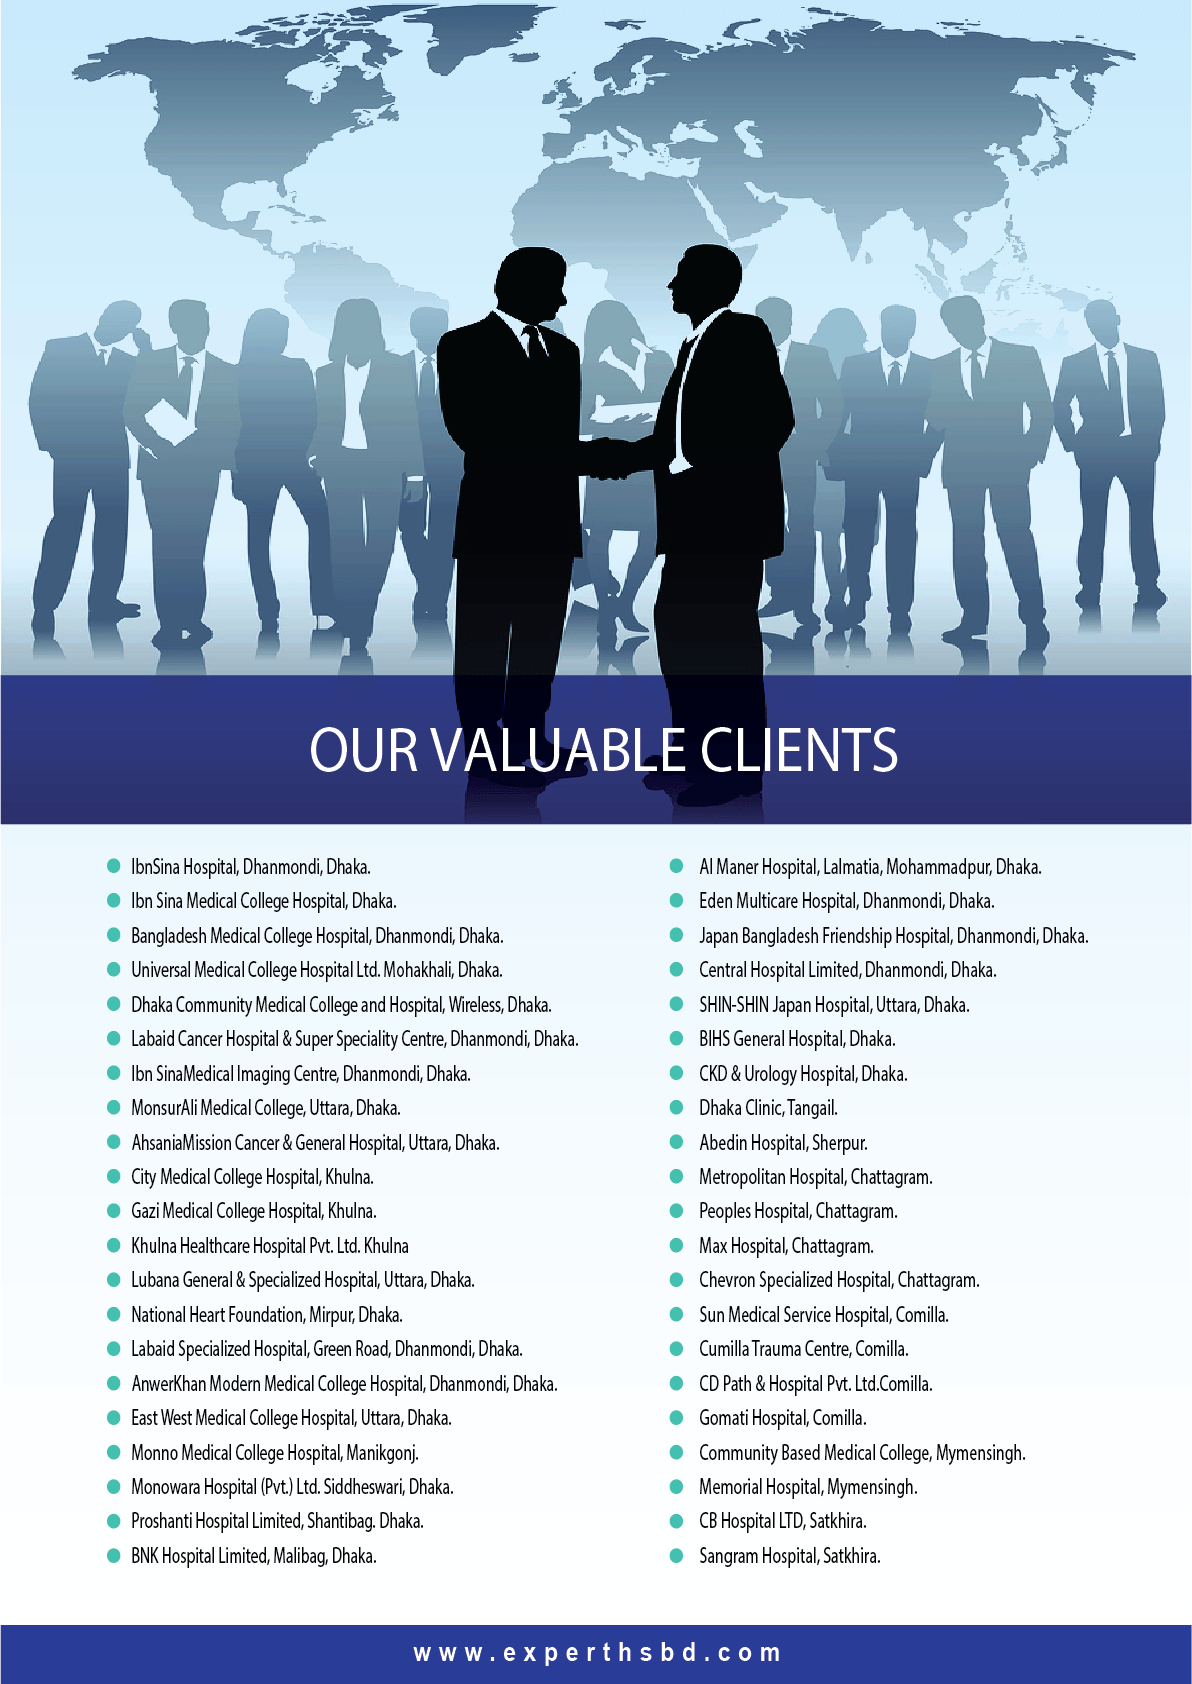 OUR VALUABLE CLIENTS
IbnSina Hospital, Dhanmondi, Dhaka.
Ibn Sina Medical College Hospital, Dhaka.
Bangladesh Medical College Hospital, Dhanmondi, Dhaka.
Universal Medical College Hospital Ltd. Mohakhali, Dhaka.
Dhaka Community Medical College and Hospital, Wireless, Dhaka.
Labaid Cancer Hospital & Super Speciality Centre, Dhanmondi, Dhaka.
Ibn SinaMedical Imaging Centre, Dhanmondi, Dhaka.
MonsurAli Medical College, Uttara, Dhaka.
AhsaniaMission Cancer & General Hospital, Uttara, Dhaka.
City Medical College Hospital, Khulna.
Gazi Medical College Hospital, Khulna.
Khulna Healthcare Hospital Pvt. Ltd. Khulna
Lubana General & Specialized Hospital, Uttara, Dhaka.
National Heart Foundation, Mirpur, Dhaka.
Labaid Specialized Hospital, Green Road, Dhanmondi, Dhaka.
AnwerKhan Modern Medical College Hospital, Dhanmondi, Dhaka.
East West Medical College Hospital, Uttara, Dhaka.
Monno Medical College Hospital, Manikgonj.
Monowara Hospital (Pvt.) Ltd. Siddheswari, Dhaka.
Proshanti Hospital Limited, Shantibag. Dhaka.
BNK Hospital Limited, Malibag, Dhaka.
Al Maner Hospital, Lalmatia, Mohammadpur, Dhaka.
Eden Multicare Hospital, Dhanmondi, Dhaka.
Japan Bangladesh Friendship Hospital, Dhanmondi, Dhaka.
Central Hospital Limited, Dhanmondi, Dhaka.
SHIN-SHIN Japan Hospital, Uttara, Dhaka.
BIHS General Hospital, Dhaka.
CKD & Urology Hospital, Dhaka.
Dhaka Clinic, Tangail.
Abedin Hospital, Sherpur.
Metropolitan Hospital, Chattagram.
Peoples Hospital, Chattagram.
Max Hospital, Chattagram.
Chevron Specialized Hospital, Chattagram.
Sun Medical Service Hospital, Comilla.
Cumilla Trauma Centre, Comilla.
CD Path & Hospital Pvt. Ltd.Comilla.
Gomati Hospital, Comilla.
Community Based Medical College, Mymensingh.
Memorial Hospital, Mymensingh.
CB Hospital LTD, Satkhira.
Sangram Hospital, Satkhira.
www.experthsbd.com